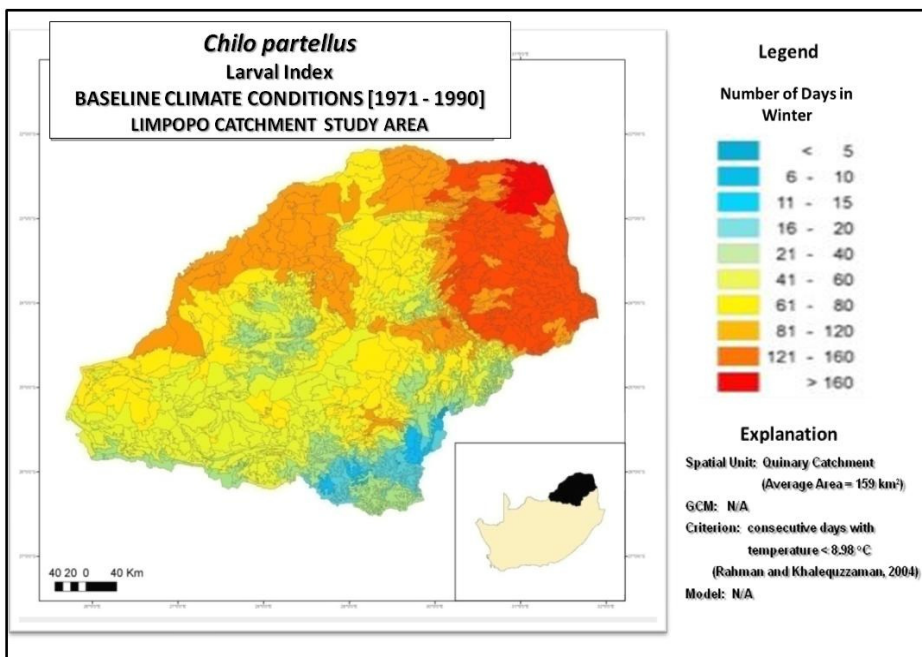 Chilo partellus
Larval Index
BASELINE CLIMATE CONDITIONS [1971 - 1990]
LIMPOPO CATCHMENT STUDY AREA
Legend
Number of Days in
Winter
< 5
6 - 10
11 - 15
16 - 20
21 - 40
41 - 60
61 - 80
81 - 120
121 - 160
> 160
Explanation
Spatial Unit: Quinary Catchment
(Average Area = 159 km²)
GCM: N/A
Criterion: consecutive days with
temperature < 8.98 °C
(Rahman and Khalequzzaman, 2004)
Model: N/A
40 20 0 40 Km